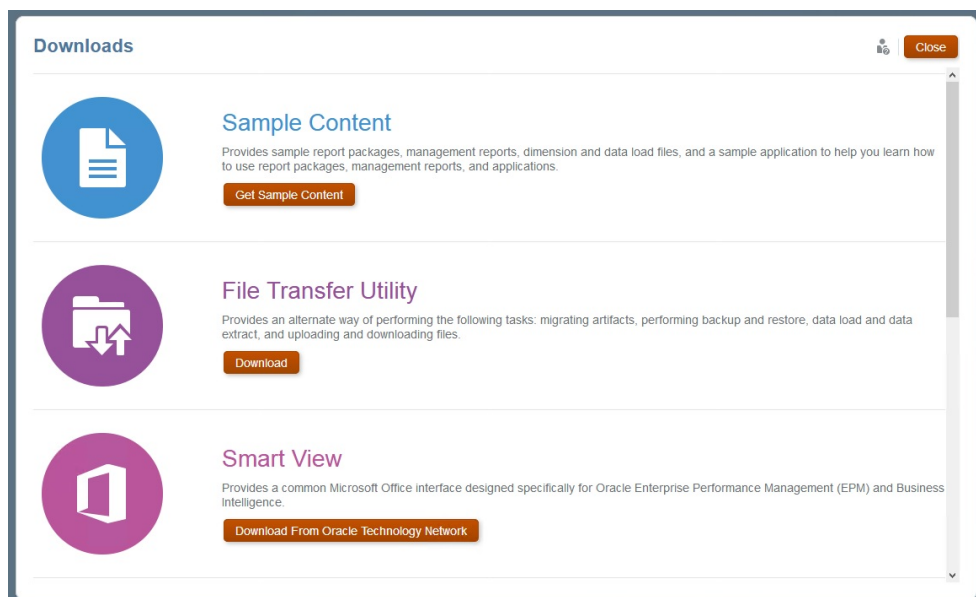 Downloads
Close
Sample Content
Provides sample report packages, management reports, dimension and data load files, and a sample application to help you learn how
to use report packages, management reports, and applications.
Get Sample Content
File Transfer Utility
Provides an alternate way of performing the following tasks: migrating artifacts, performing backup and restore, data load and data
extract, and uploading and downloading files.
Download
Smart View
Provides a common Microsoft Office interface designed specifically for Oracle Enterprise Performance Management (EPM) and Business
Intelligence.
Download From Oracle Technology Network